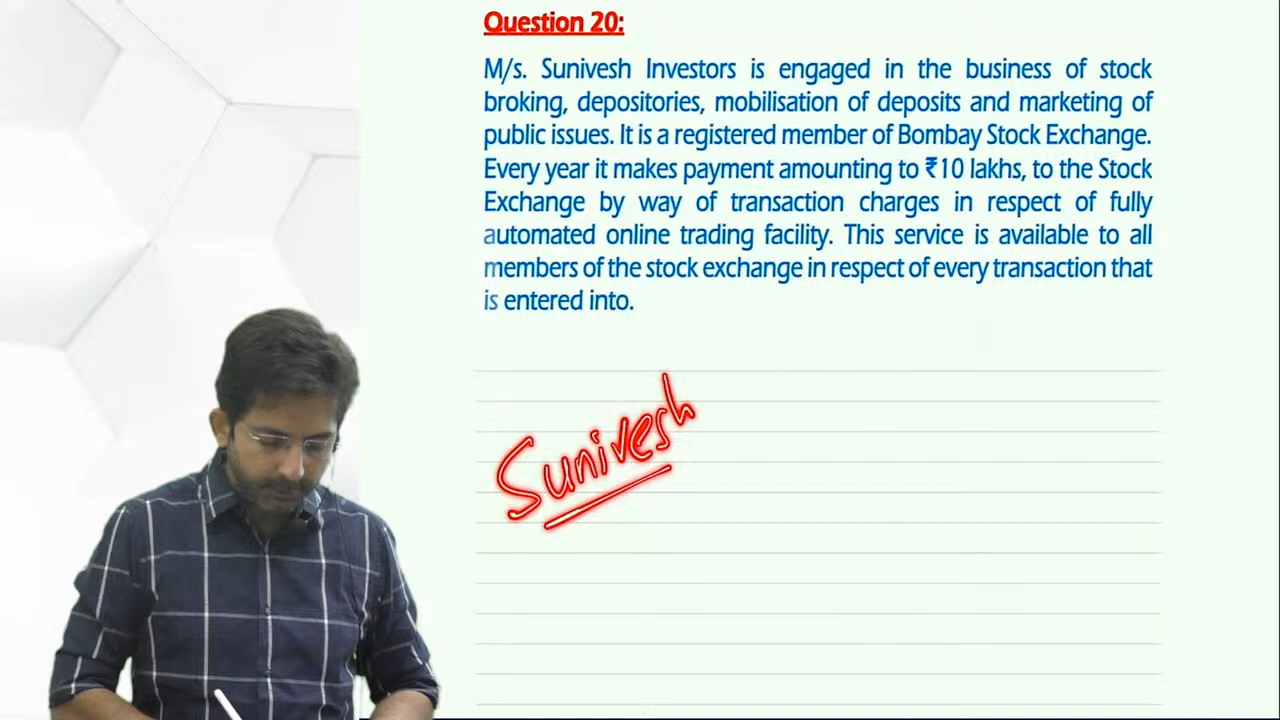 Question 20:
M/s. Sunivesh Investors is engaged in the business of stock
broking, depositories, mobilisation of deposits and marketing of
public issues. It is a registered member of Bombay Stock Exchange.
Every year it makes payment amounting to ₹10 lakhs, to the Stock
Exchange by way of transaction charges in respect of fully
automated online trading facility. This service is available to all
members of the stock exchange in respect of every transaction that
is entered into.
Sunivesh